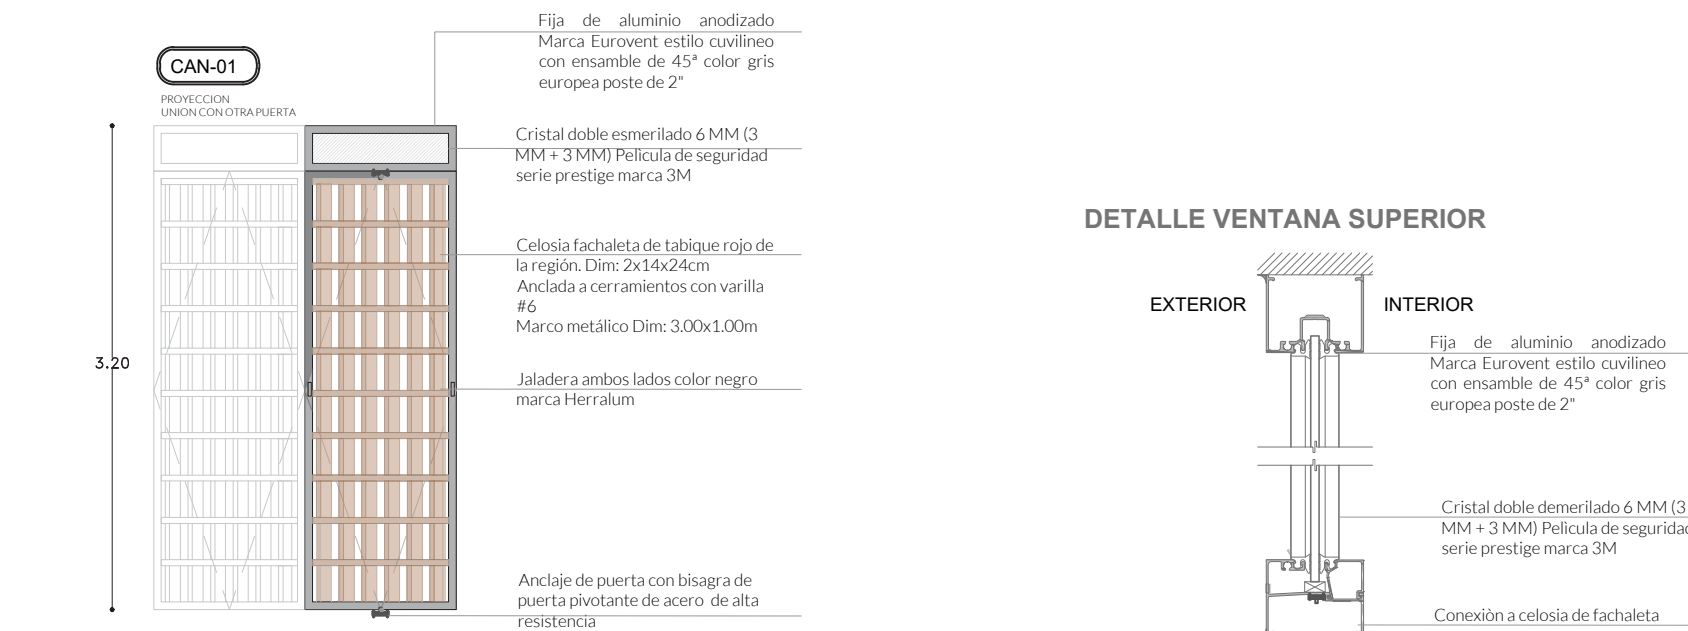 Fija de aluminio anodizado
Marca Eurovent estilo cuvilineo
con ensamble de 45ª color gris
europea poste de 2"
CAN-01
PROYECCION
UNION CON OTRA PUERTA
Cristal doble esmerilado 6 MM (3
MM + 3 MM) Pelìcula de seguridad
serie prestige marca 3M
Celosia fachaleta de tabique rojo de
la región. Dim: 2x14x24cm
Anclada a cerramientos con varilla
#6
Marco metálico Dim: 3.00x1.00m
3.20
Jaladera ambos lados color negro
marca Herralum
Anclaje de puerta con bisagra de
puerta pivotante de acero de alta
resistencia
DETALLE VENTANA SUPERIOR
EXTERIOR
INTERIOR
Fija de aluminio anodizado
Marca Eurovent estilo cuvilineo
con ensamble de 45ª color gris
europea poste de 2"
Cristal doble demerilado 6 MM (3
MM + 3 MM) Pelìcula de seguridad
serie prestige marca 3M
Conexiòn a celosia de fachaleta